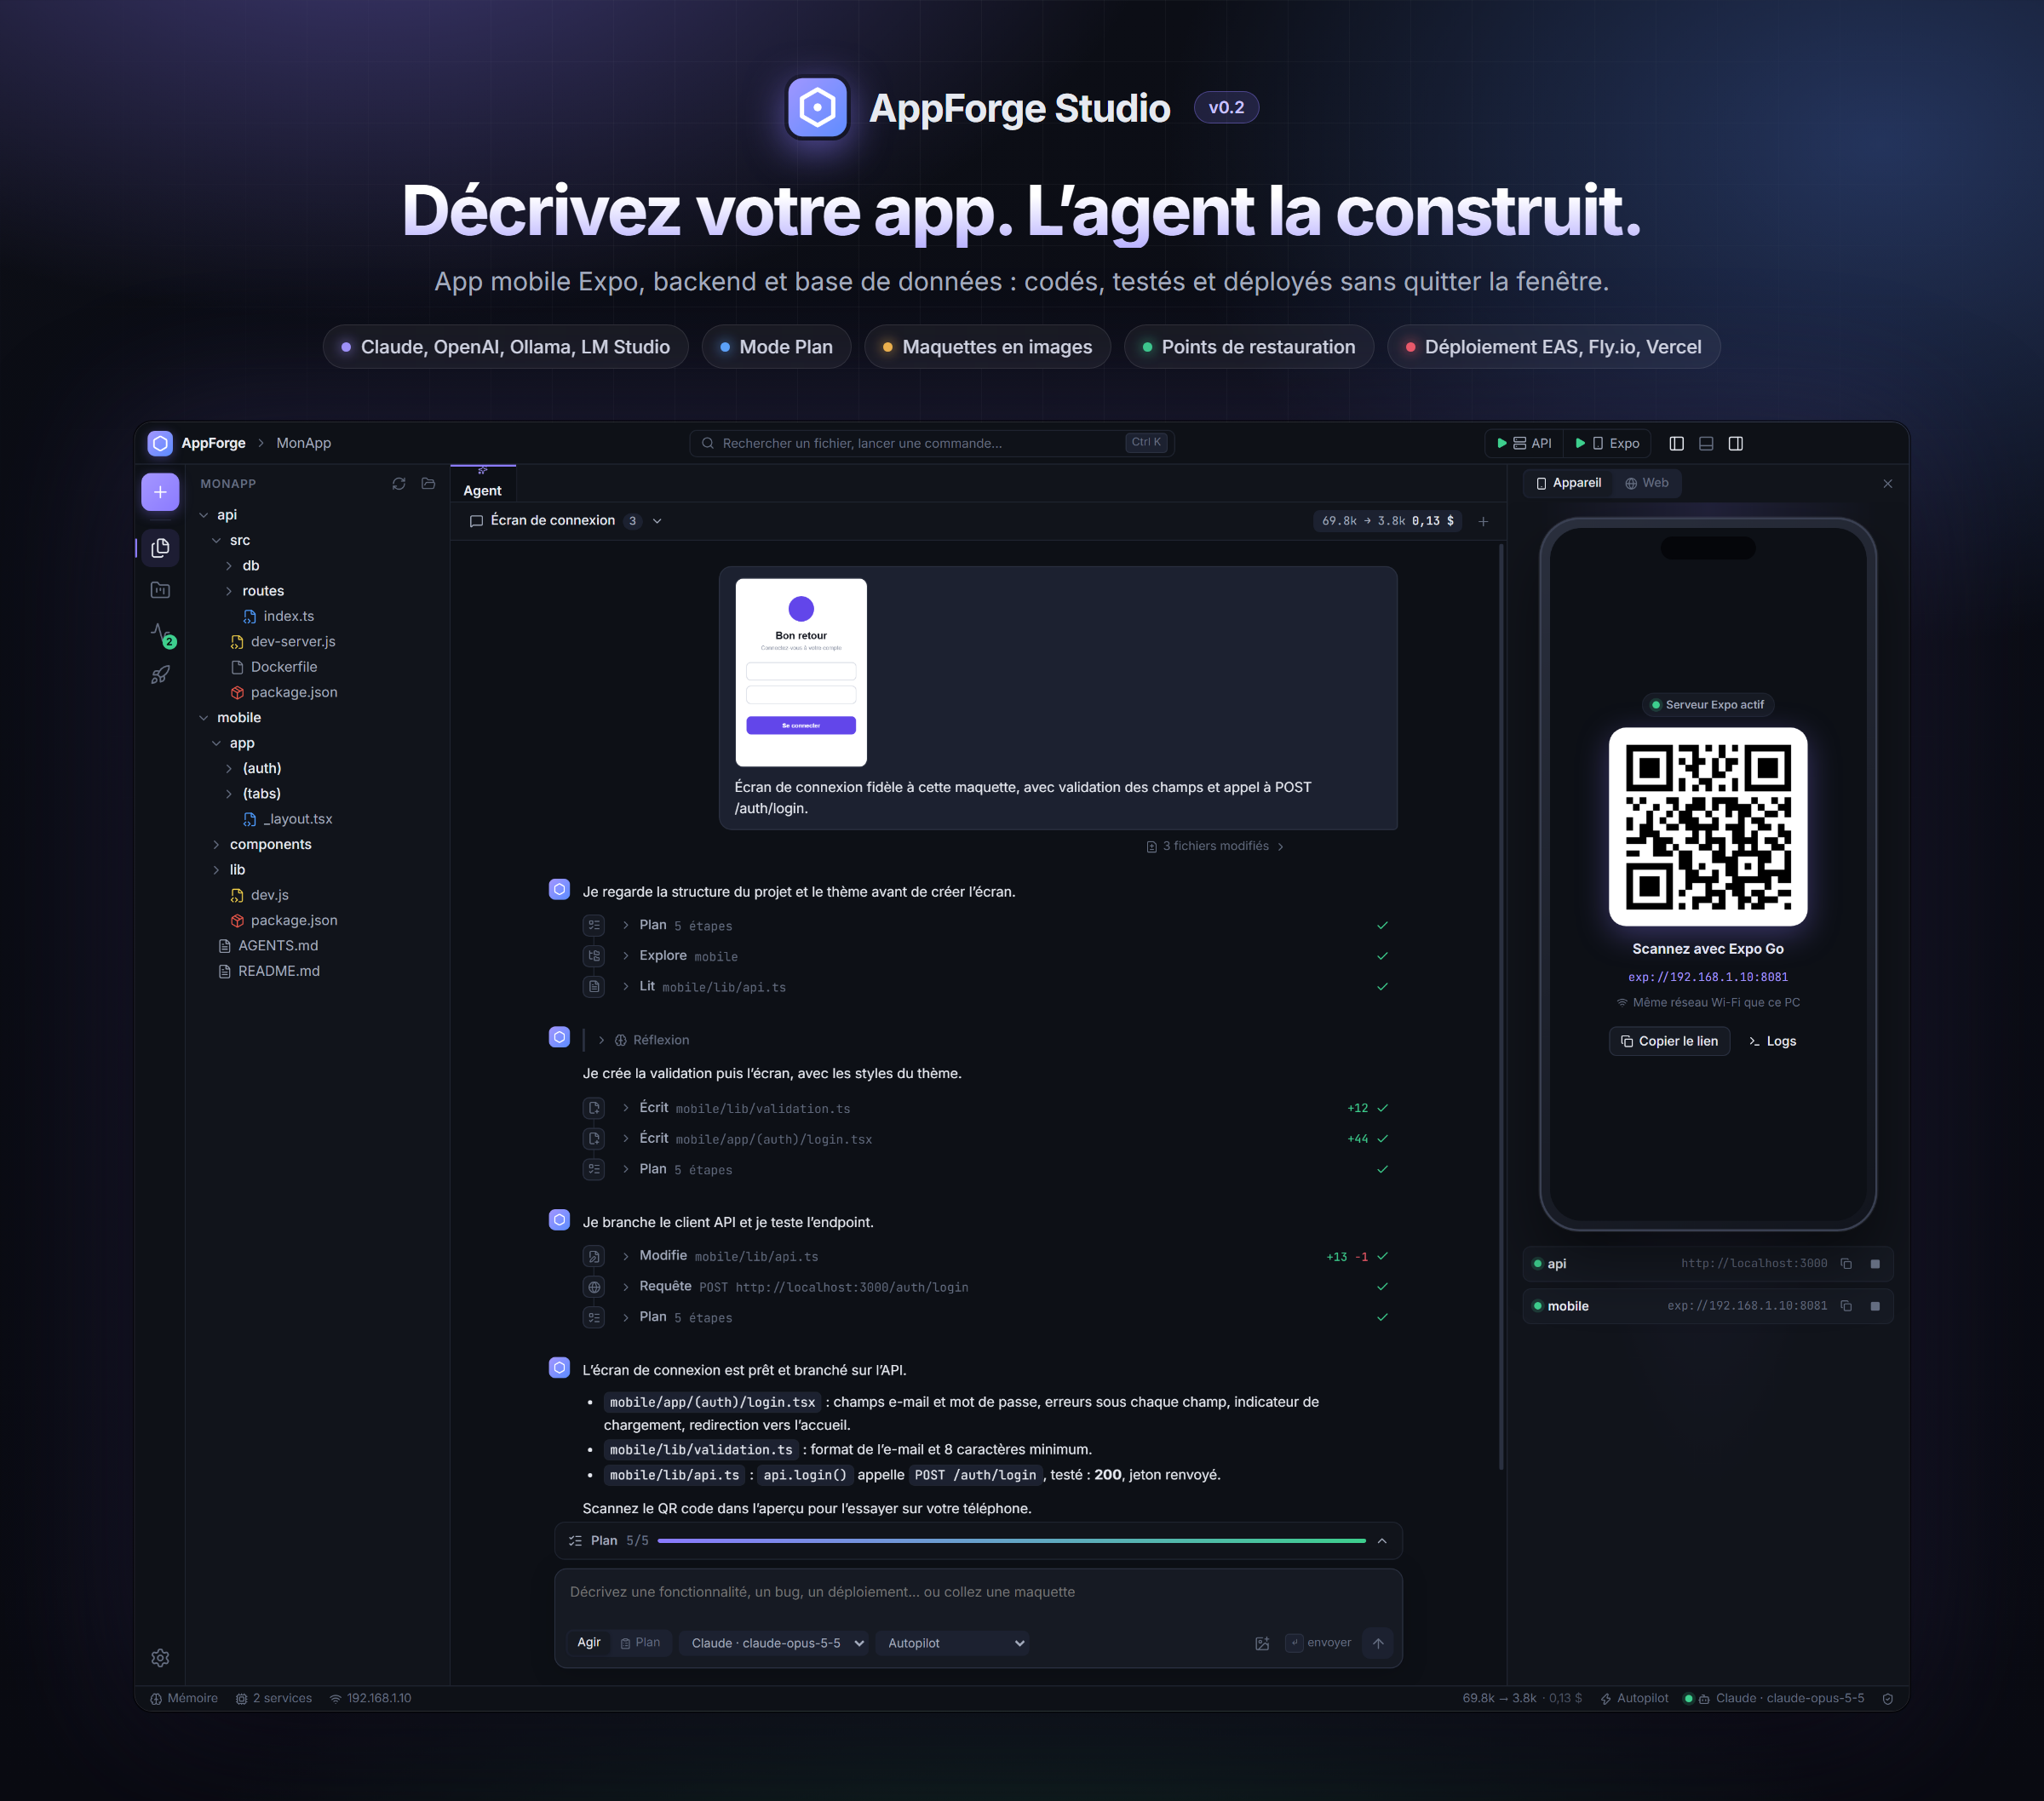 AppForge Studio v0.2
Décrivez votre app. L’agent la construit.
App mobile Expo, backend et base de données : codés, testés et déployés sans quitter la fenêtre.
Claude, OpenAI, Ollama, LM Studio
Mode Plan
Maquettes en images
Points de restauration
Déploiement EAS, Fly.io, Vercel
AppForge > MonApp
Rechercher un fichier, lancer une commande... Ctrl K
API
Expo
2
MONAPP
api
src
db
routes
index.ts
dev-server.js
Dockerfile
package.json
mobile
app
(auth)
(tabs)
_layout.tsx
components
lib
dev.js
package.json
AGENTS.md
README.md
Agent
Écran de connexion 3
69.8k → 3.8k 0,13 $
Bon retour
Connectez-vous à votre compte
Se connecter
Écran de connexion fidèle à cette maquette, avec validation des champs et appel à POST
/auth/login.
3 fichiers modifiés
Je regarde la structure du projet et le thème avant de créer l’écran.
Plan 5 étapes
Explore mobile
Lit mobile/lib/api.ts
Réflexion
Je crée la validation puis l’écran, avec les styles du thème.
Écrit mobile/lib/validation.ts +12
Écrit mobile/app/(auth)/login.tsx +44
Plan 5 étapes
Je branche le client API et je teste l’endpoint.
Modifie mobile/lib/api.ts +13 -1
Requête POST http://localhost:3000/auth/login
Plan 5 étapes
L’écran de connexion est prêt et branché sur l’API.
• mobile/app/(auth)/login.tsx : champs e-mail et mot de passe, erreurs sous chaque champ, indicateur de
chargement, redirection vers l’accueil.
• mobile/lib/validation.ts : format de l’e-mail et 8 caractères minimum.
• mobile/lib/api.ts : api.login() appelle POST /auth/login, testé : 200, jeton renvoyé.
Scannez le QR code dans l’aperçu pour l’essayer sur votre téléphone.
Plan 5/5
Décrivez une fonctionnalité, un bug, un déploiement... ou collez une maquette
Agir
Plan
Claude · claude-opus-5-5
Autopilot
envoyer
Appareil
Web
Serveur Expo actif
Scannez avec Expo Go
exp://192.168.1.10:8081
Même réseau Wi-Fi que ce PC
Copier le lien
Logs
api http://localhost:3000
mobile exp://192.168.1.10:8081
Mémoire
2 services
192.168.1.10
69.8k → 3.8k · 0,13 $
Autopilot
Claude · claude-opus-5-5